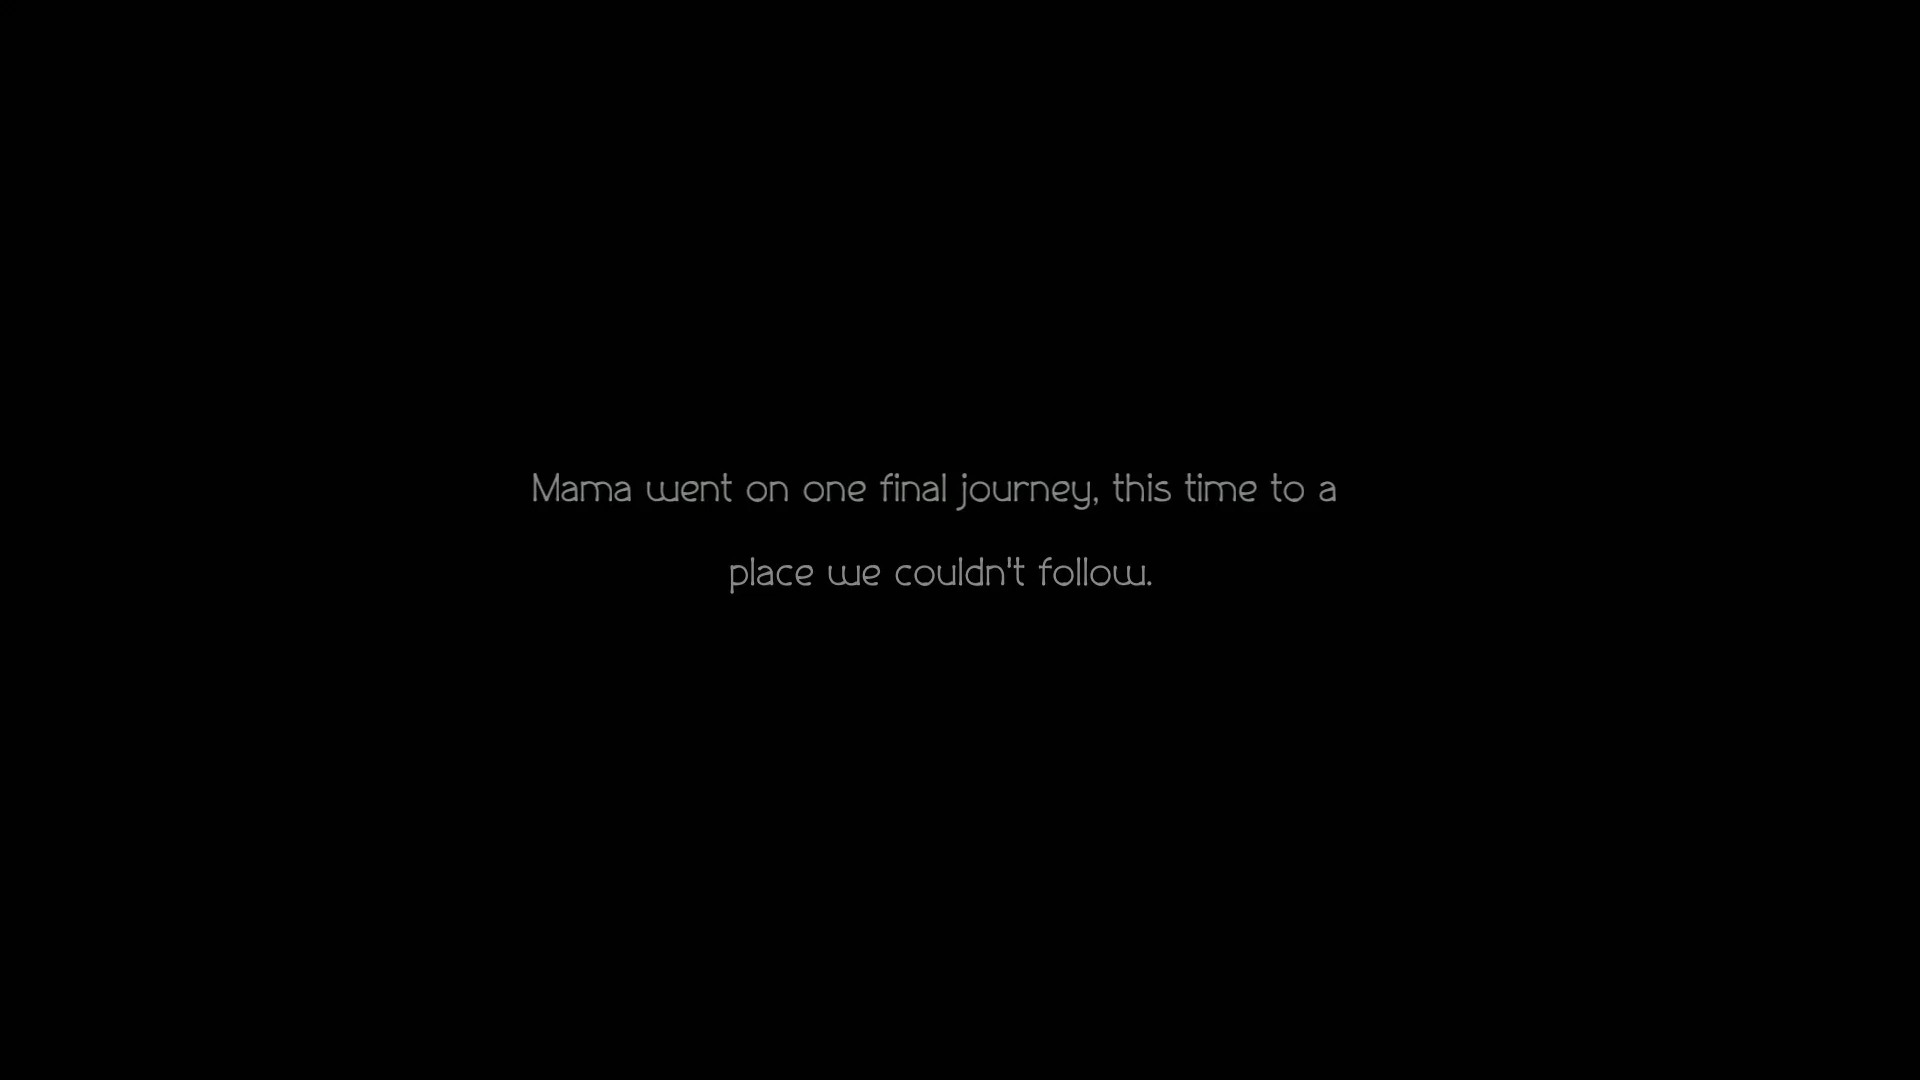 Mama went on one final journey, this time to a
place we couldn't follow.